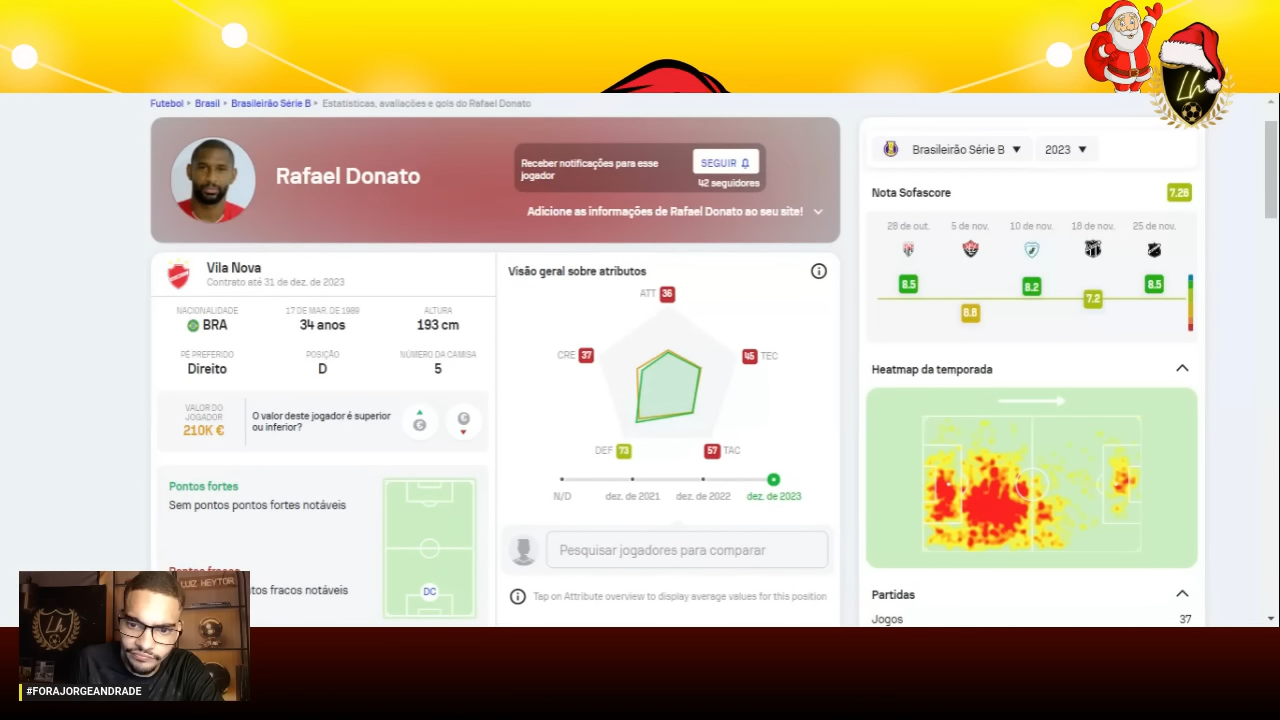 Lh
Futebol ▸ Brasil ▸ Brasileirão Série B ▸ Estatísticas, avaliações e gols do Rafael Donato
Rafael Donato
Receber notificações para esse
jogador
SEGUIR
42 seguidores
Adicione as informações de Rafael Donato ao seu site!
Vila Nova
Contrato até 31 de dez. de 2023
NACIONALIDADE
BRA
17 DE MAR. DE 1989
34 anos
ALTURA
193 cm
PÉ PREFERIDO
Direito
POSIÇÃO
D
NÚMERO DA CAMISA
5
VALOR DO
JOGADOR
210K €
O valor deste jogador é superior
ou inferior?
Pontos fortes
Sem pontos pontos fortes notáveis
Pontos fracos
tos fracos notáveis
DC
Visão geral sobre atributos
ATT 36
CRE 37
45 TEC
DEF 73
57 TAC
N/D
dez. de 2021
dez. de 2022
dez. de 2023
Pesquisar jogadores para comparar
Tap on Attribute overview to display average values for this position
Brasileirão Série B
2023
Nota Sofascore
7.28
28 de out.
5 de nov.
10 de nov.
18 de nov.
25 de nov.
8.5
6.8
8.2
7.2
8.5
Heatmap da temporada
Partidas
Jogos
37
LUIZ HEYTOR
Lh
#FORAJORGEANDRADE